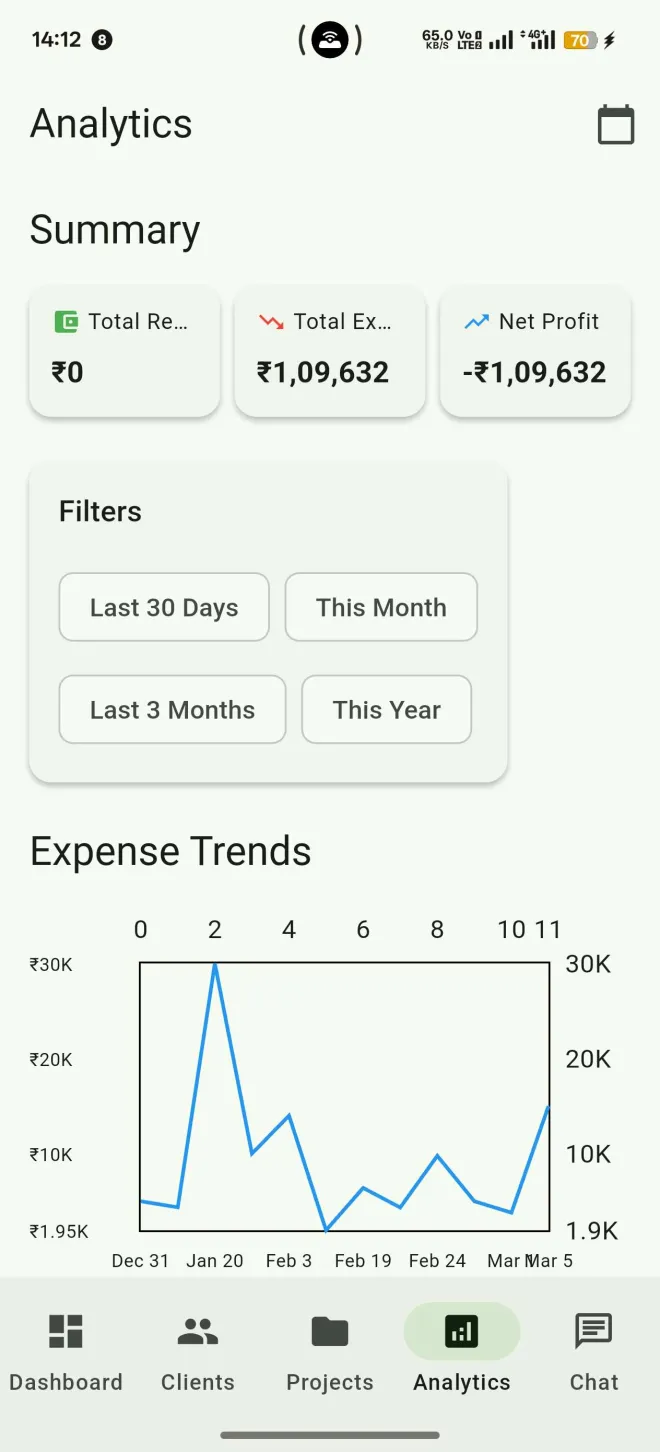 14:12 8 65.0 KB/S Vo LTE2 4G+ 70
Analytics
Summary
Total Re... Total Ex... Net Profit
₹0 ₹1,09,632 -₹1,09,632
Filters
Last 30 Days This Month
Last 3 Months This Year
Expense Trends
0 2 4 6 8 10 11
₹30K 30K
₹20K 20K
₹10K 10K
₹1.95K 1.9K
Dec 31 Jan 20 Feb 3 Feb 19 Feb 24 Mar Mar 5
Dashboard Clients Projects Analytics Chat